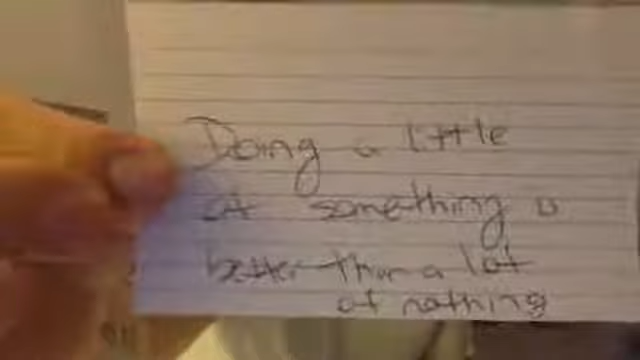 Doing a little
of something is
better than a lot
of nothing